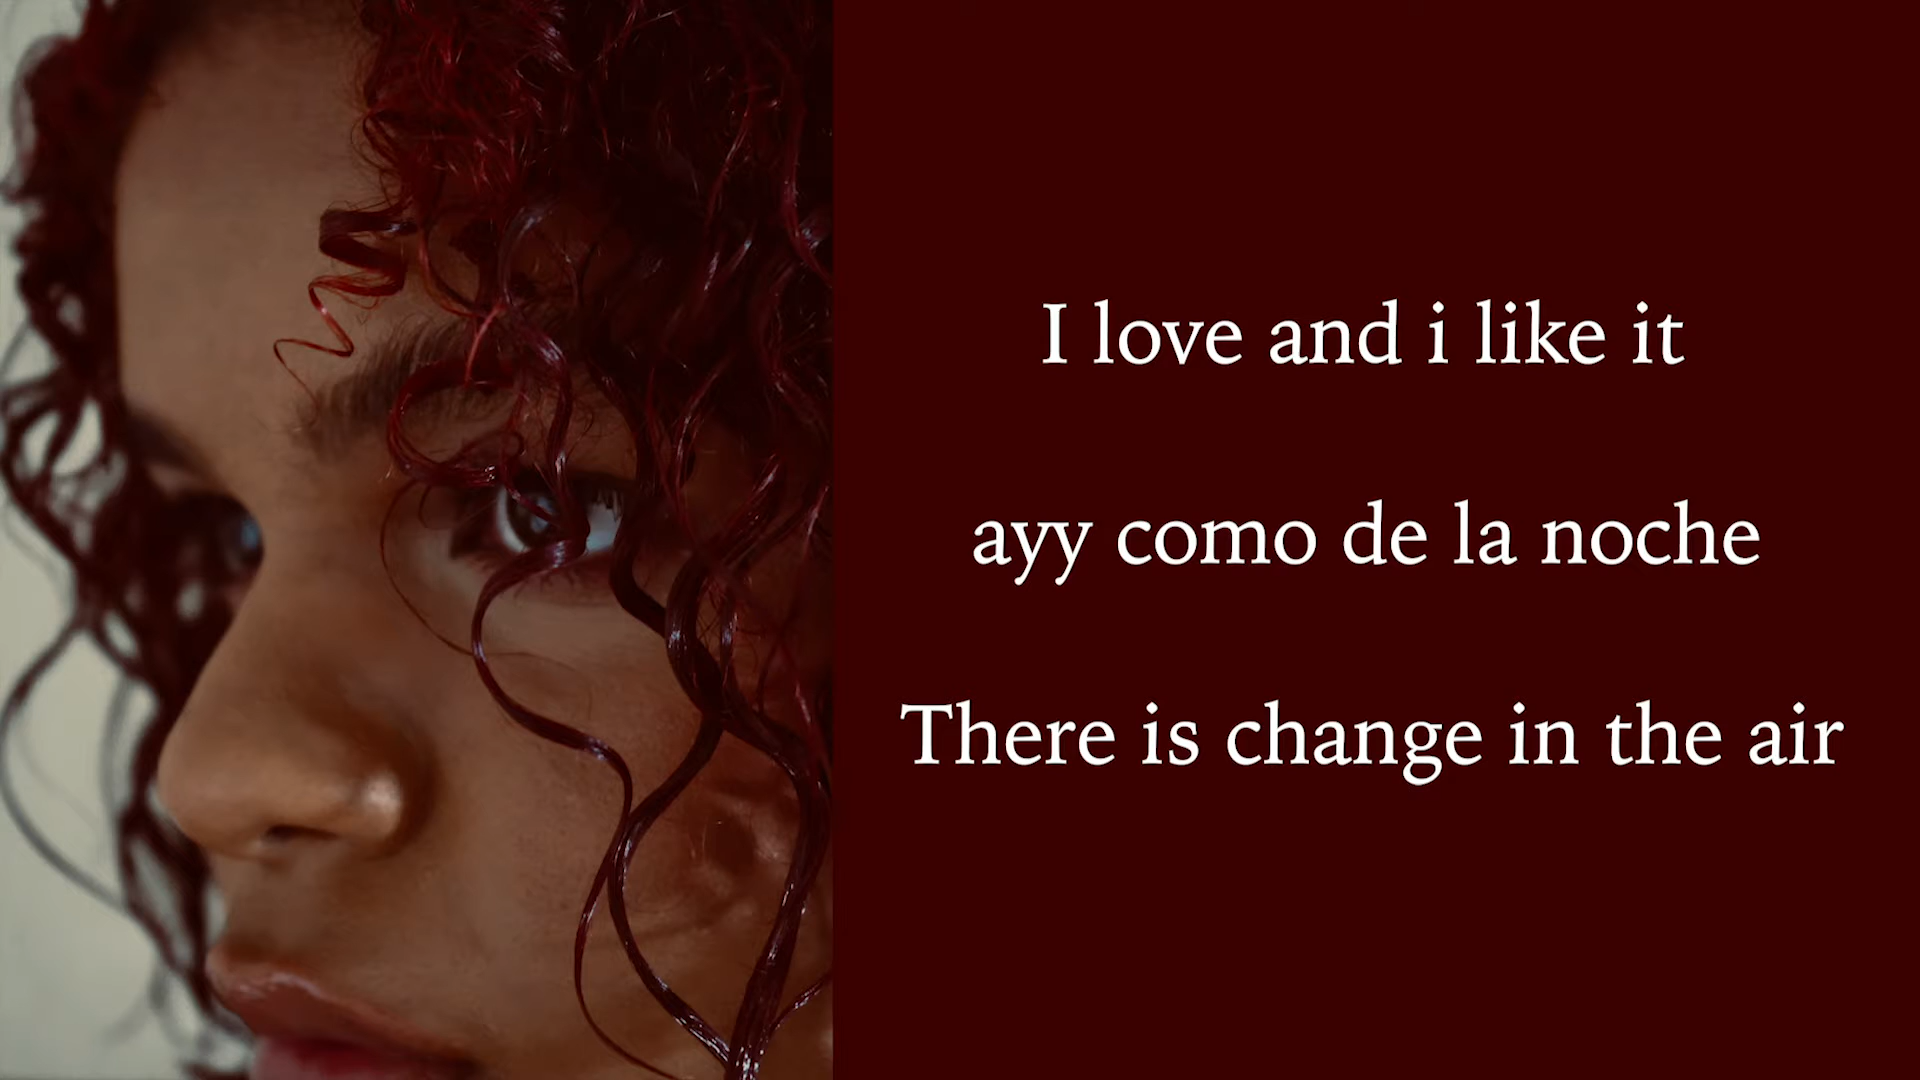 I love and i like it
ayy como de la noche
There is change in the air